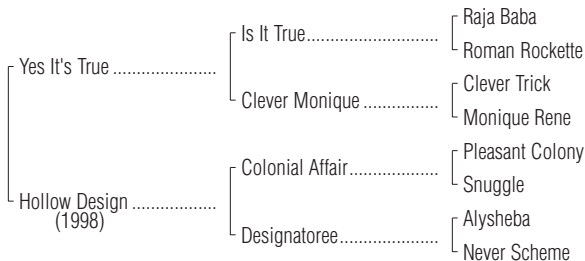 Raja Baba
Is It True
Roman Rockette
Yes It's True
Clever Trick
Clever Monique
Monique Rene
Pleasant Colony
Colonial Affair
Snuggle
Hollow Design
(1998)
Alysheba
Designatoree
Never Scheme